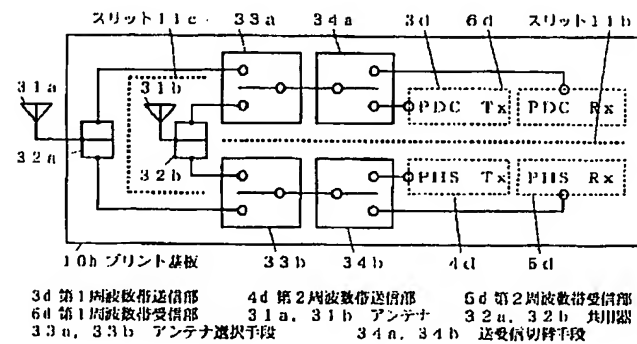 スリット11c 33a 34a 3d 6d スリット11b
31a 31b
PDC Tx PDC Rx
32a 32b
PHS Tx PHS Rx
10b プリント基板 33b 34b 4d 5d
3d 第1周波数帯送信部 4d 第2周波数帯送信部 5d 第2周波数帯受信部
6d 第1周波数帯受信部 31a, 31b アンテナ 32a, 32b 共用器
33a, 33b アンテナ選択手段 34a, 34b 送受信切替手段